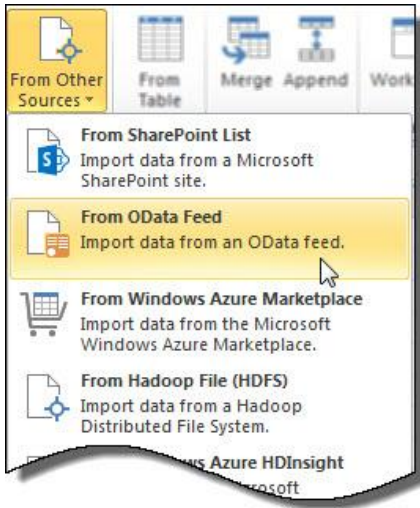 From Other
Sources
From
Table
Merge Append
Work
From SharePoint List
Import data from a Microsoft
SharePoint site.
From OData Feed
Import data from an OData feed.
From Windows Azure Marketplace
Import data from the Microsoft
Windows Azure Marketplace.
From Hadoop File (HDFS)
Import data from a Hadoop
Distributed File System.
Azure HDInsight